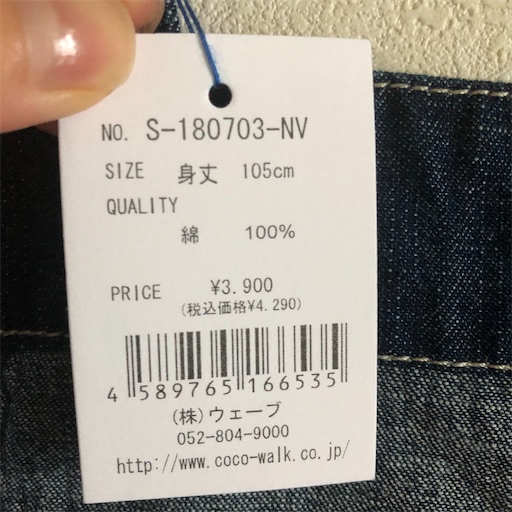 NO. S-180703-NV
SIZE 身丈 105cm
QUALITY
綿 100%
PRICE ¥3.900
(税込価格¥4.290)
4 589765 166535
(株)ウェーブ
052-804-9000
http://www.coco-walk.co.jp/